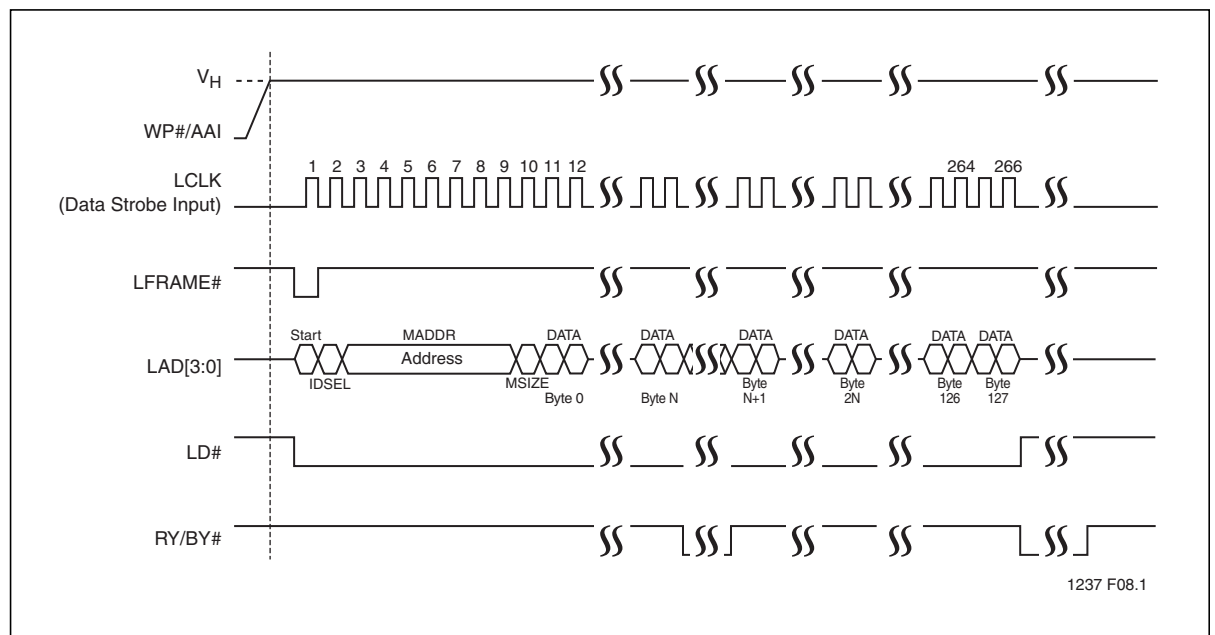 VH
WP#/AAI
1 2 3 4 5 6 7 8 9 10 11 12 264 266
LCLK
(Data Strobe Input)
LFRAME#
Start MADDR DATA DATA DATA DATA DATA DATA
LAD[3:0] Address
IDSEL MSIZE
Byte 0 Byte N Byte N+1 Byte 2N Byte 126 Byte 127
LD#
RY/BY#
1237 F08.1